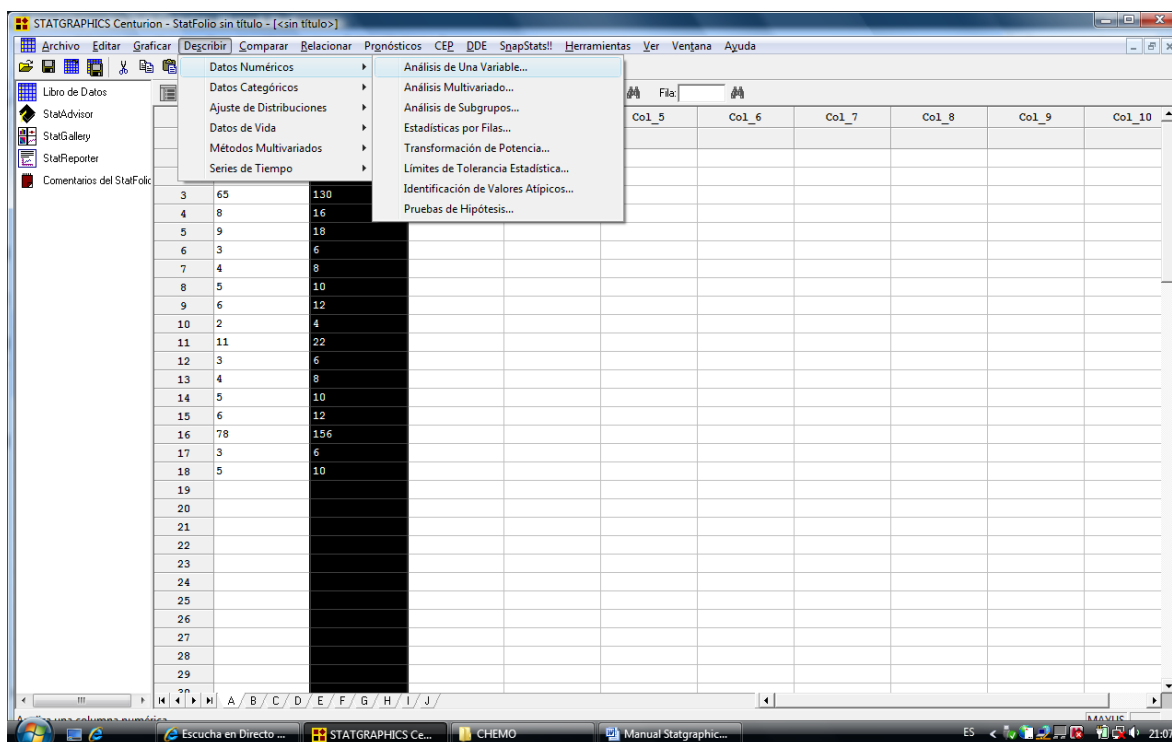 STATGRAPHICS Centurion - StatFolio sin título - [<sin título>]
Archivo Editar Graficar Describir Comparar Relacionar Pronósticos CEP DDE SnapStats!! Herramientas Ver Ventana Ayuda
Libro de Datos
StatAdvisor
StatGallery
StatReporter
Comentarios del StatFolio
Datos Numéricos
Datos Categóricos
Ajuste de Distribuciones
Datos de Vida
Métodos Multivariados
Series de Tiempo
Análisis de Una Variable...
Análisis Multivariado...
Análisis de Subgrupos...
Estadísticas por Filas...
Transformación de Potencia...
Límites de Tolerancia Estadística...
Identificación de Valores Atípicos...
Pruebas de Hipótesis...
Fila:
Col_5 Col_6 Col_7 Col_8 Col_9 Col_10
3 65 130
4 8 16
5 9 18
6 3 6
7 4 8
8 5 10
9 6 12
10 2 4
11 11 22
12 3 6
13 4 8
14 5 10
15 6 12
16 78 156
17 3 6
18 5 10
19
20
21
22
23
24
25
26
27
28
29
A B C D E F G H I J
Escucha en Directo ... STATGRAPHICS Ce... CHEMO Manual Statgraphic... ES 21:07